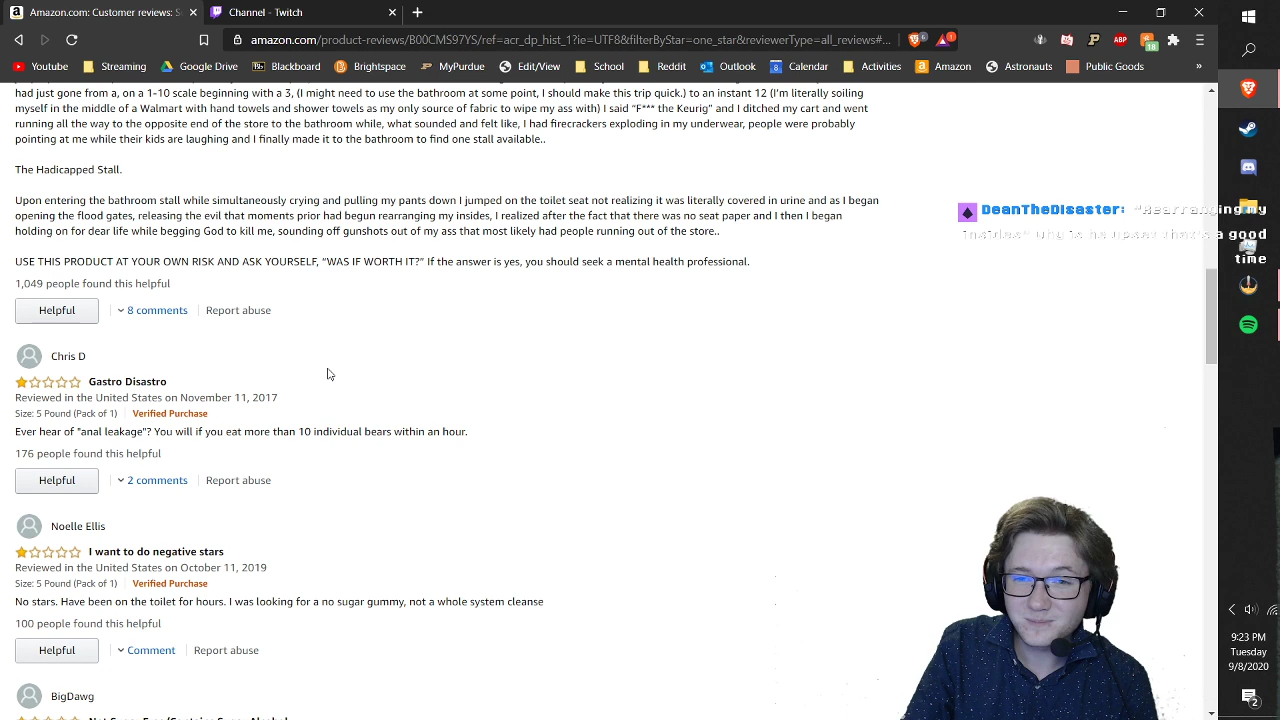 Amazon.com: Customer reviews: S
Channel - Twitch
amazon.com/product-reviews/B00CMS97YS/ref=acr_dp_hist_1?ie=UTF8&filterByStar=one_star&reviewerType=all_reviews#...
6
1
ABP
18
Youtube
Streaming
Google Drive
Blackboard
Brightspace
MyPurdue
Edit/View
School
Reddit
Outlook
Calendar
Activities
Amazon
Astronauts
Public Goods
»
had just gone from a, on a 1-10 scale beginning with a 3, (I might need to use the bathroom at some point, I should make this trip quick.) to an instant 12 (I'm literally soiling
myself in the middle of a Walmart with hand towels and shower towels as my only source of fabric to wipe my ass with) I said "F*** the Keurig" and I ditched my cart and went
running all the way to the opposite end of the store to the bathroom while, what sounded and felt like, I had firecrackers exploding in my underwear, people were probably
pointing at me while their kids are laughing and I finally made it to the bathroom to find one stall available..
The Hadicapped Stall.
Upon entering the bathroom stall while simultaneously crying and pulling my pants down I jumped on the toilet seat not realizing it was literally covered in urine and as I began
opening the flood gates, releasing the evil that moments prior had begun rearranging my insides, I realized after the fact that there was no seat paper and I then I began
holding on for dear life while begging God to kill me, sounding off gunshots out of my ass that most likely had people running out of the store..
USE THIS PRODUCT AT YOUR OWN RISK AND ASK YOURSELF, "WAS IF WORTH IT?" If the answer is yes, you should seek a mental health professional.
1,049 people found this helpful
Helpful
8 comments
Report abuse
DeanTheDisaster: "Rearranging my
insides" why is he upset that's a good
time
Chris D
Gastro Disastro
Reviewed in the United States on November 11, 2017
Size: 5 Pound (Pack of 1)
Verified Purchase
Ever hear of "anal leakage"? You will if you eat more than 10 individual bears within an hour.
176 people found this helpful
Helpful
2 comments
Report abuse
Noelle Ellis
I want to do negative stars
Reviewed in the United States on October 11, 2019
Size: 5 Pound (Pack of 1)
Verified Purchase
No stars. Have been on the toilet for hours. I was looking for a no sugar gummy, not a whole system cleanse
100 people found this helpful
Helpful
Comment
Report abuse
BigDawg
9:23 PM
Tuesday
9/8/2020
2